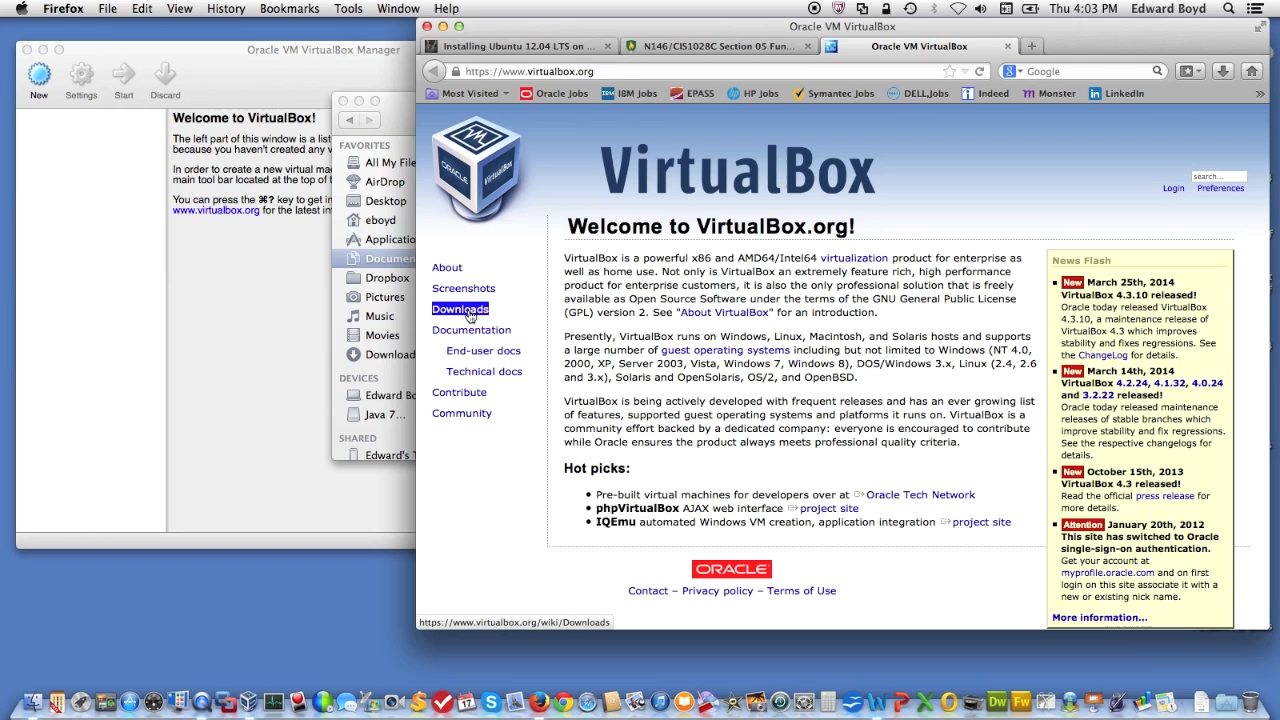 Firefox File Edit View History Bookmarks Tools Window Help
Thu 4:03 PM Edward Boyd
Oracle VM VirtualBox Manager
New Settings Start Discard
Welcome to VirtualBox!
The left part of this window is a list
because you haven't created any v
In order to create a new virtual ma
main tool bar located at the top of t
You can press the ⌘? key to get in
www.virtualbox.org for the latest in
FAVORITES
All My File
AirDrop
Desktop
eboyd
Applicatio
Documen
Dropbox
Pictures
Music
Movies
Download
DEVICES
Edward Bo
Java 7...
SHARED
Edward's T
Oracle VM VirtualBox
Installing Ubuntu 12.04 LTS on ...
N146/CIS1028C Section 05 Fun...
Oracle VM VirtualBox
https://www.virtualbox.org
Google
Most Visited Oracle Jobs IBM Jobs EPASS HP Jobs Symantec Jobs DELL,Jobs Indeed Monster LinkedIn
ORACLE VirtualBox
VirtualBox
search...
Login Preferences
About
Screenshots
Downloads
Documentation
End-user docs
Technical docs
Contribute
Community
Welcome to VirtualBox.org!
VirtualBox is a powerful x86 and AMD64/Intel64 virtualization product for enterprise as
well as home use. Not only is VirtualBox an extremely feature rich, high performance
product for enterprise customers, it is also the only professional solution that is freely
available as Open Source Software under the terms of the GNU General Public License
(GPL) version 2. See "About VirtualBox" for an introduction.
Presently, VirtualBox runs on Windows, Linux, Macintosh, and Solaris hosts and supports
a large number of guest operating systems including but not limited to Windows (NT 4.0,
2000, XP, Server 2003, Vista, Windows 7, Windows 8), DOS/Windows 3.x, Linux (2.4, 2.6
and 3.x), Solaris and OpenSolaris, OS/2, and OpenBSD.
VirtualBox is being actively developed with frequent releases and has an ever growing list
of features, supported guest operating systems and platforms it runs on. VirtualBox is a
community effort backed by a dedicated company: everyone is encouraged to contribute
while Oracle ensures the product always meets professional quality criteria.
Hot picks:
Pre-built virtual machines for developers over at Oracle Tech Network
phpVirtualBox AJAX web interface project site
IQEmu automated Windows VM creation, application integration project site
News Flash
New March 25th, 2014
VirtualBox 4.3.10 released!
Oracle today released VirtualBox
4.3.10, a maintenance release of
VirtualBox 4.3 which improves
stability and fixes regressions. See
the ChangeLog for details.
New March 14th, 2014
VirtualBox 4.2.24, 4.1.32, 4.0.24
and 3.2.22 released!
Oracle today released maintenance
releases of stable branches which
improve stability and fix regressions.
See the respective changelogs for
details.
New October 15th, 2013
VirtualBox 4.3 released!
Read the official press release for
more details.
Attention January 20th, 2012
This site has switched to Oracle
single-sign-on authentication.
Get your account at
myprofile.oracle.com and on first
login on this site associate it with a
new or existing nick name.
More information...
ORACLE
Contact – Privacy policy – Terms of Use
https://www.virtualbox.org/wiki/Downloads
17
Dw Fw